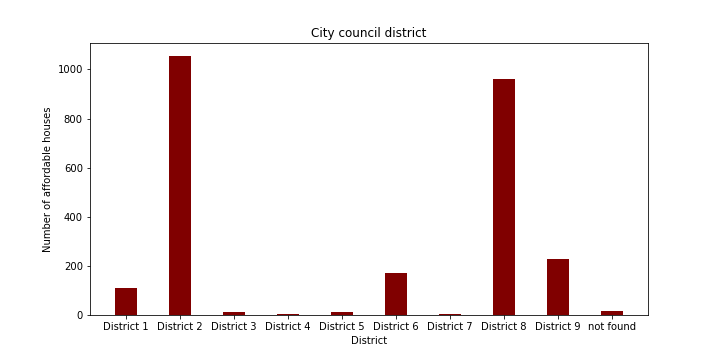 City council district
Number of affordable houses
1000
800
600
400
200
0
District 1 District 2 District 3 District 4 District 5 District 6 District 7 District 8 District 9 not found
District